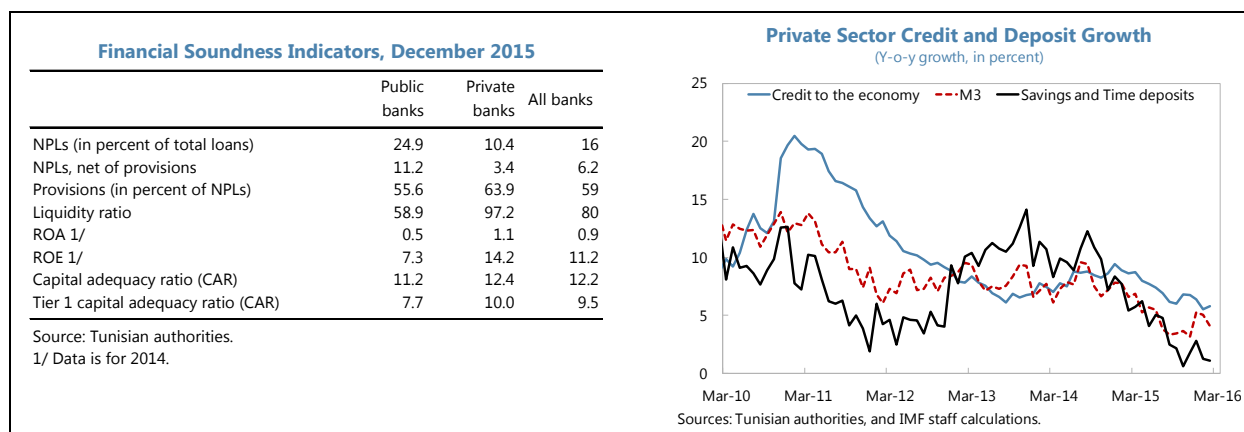 Financial Soundness Indicators, December 2015
Public banks Private banks All banks
NPLs (in percent of total loans) 24.9 10.4 16
NPLs, net of provisions 11.2 3.4 6.2
Provisions (in percent of NPLs) 55.6 63.9 59
Liquidity ratio 58.9 97.2 80
ROA 1/ 0.5 1.1 0.9
ROE 1/ 7.3 14.2 11.2
Capital adequacy ratio (CAR) 11.2 12.4 12.2
Tier 1 capital adequacy ratio (CAR) 7.7 10.0 9.5
Source: Tunisian authorities.
1/ Data is for 2014.
Private Sector Credit and Deposit Growth
(Y-o-y growth, in percent)
Credit to the economy M3 Savings and Time deposits
25
20
15
10
5
0
Mar-10 Mar-11 Mar-12 Mar-13 Mar-14 Mar-15 Mar-16
Sources: Tunisian authorities, and IMF staff calculations.